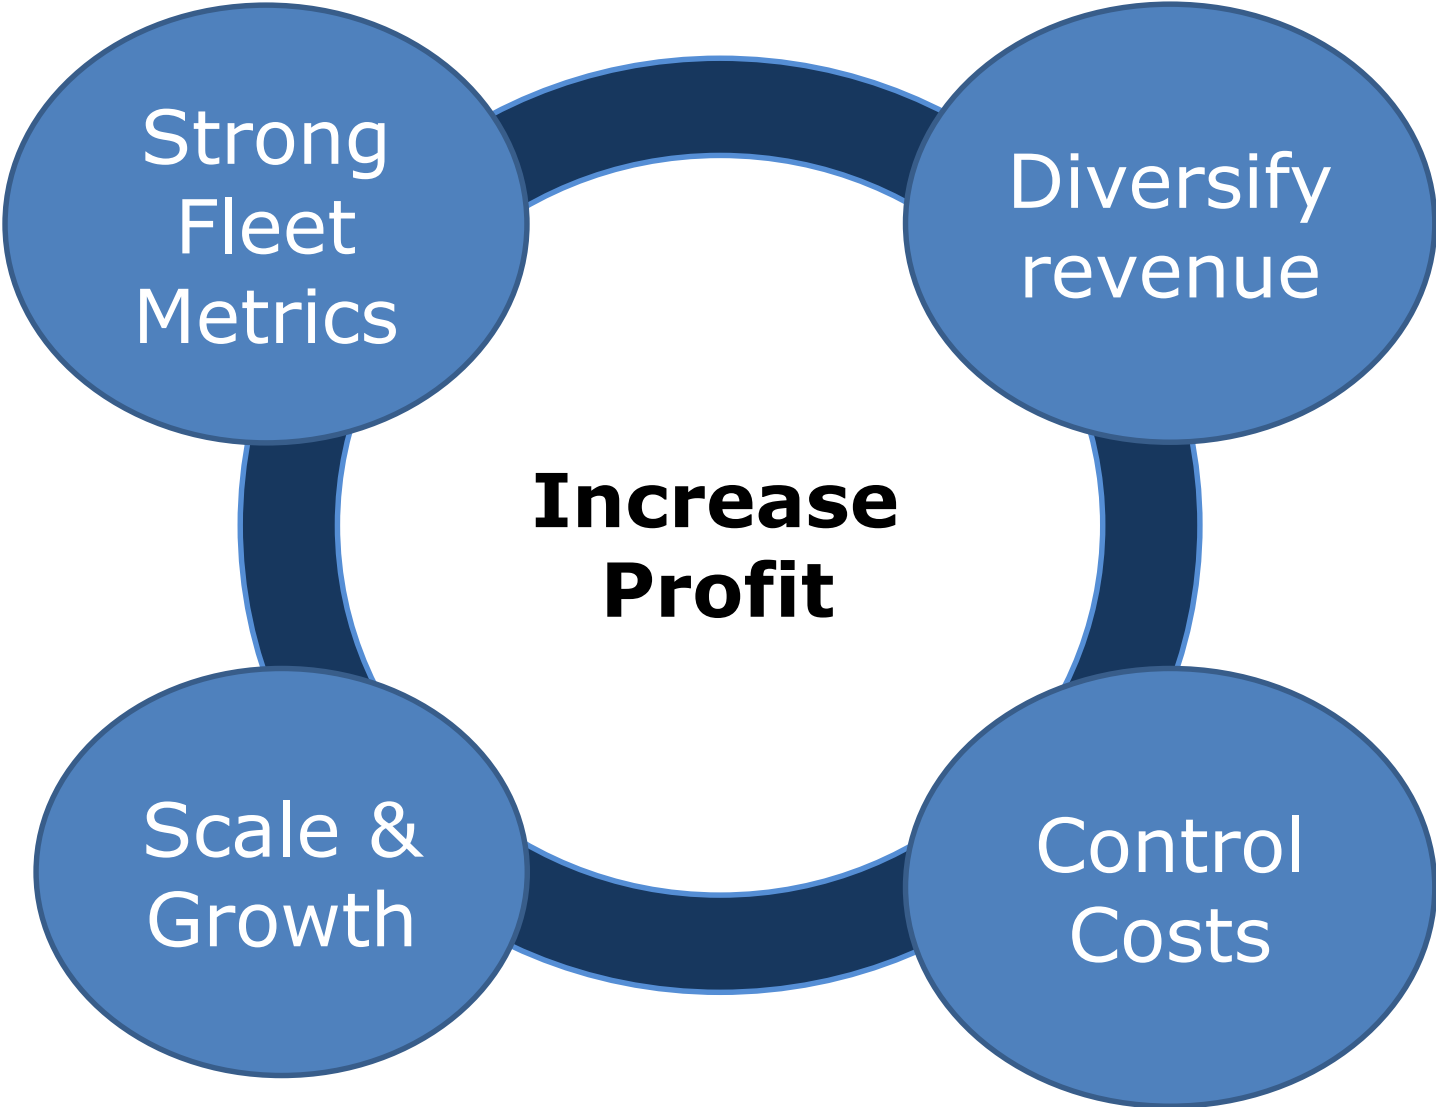 Strong
Fleet
Metrics
Diversify
revenue
Increase
Profit
Scale &
Growth
Control
Costs